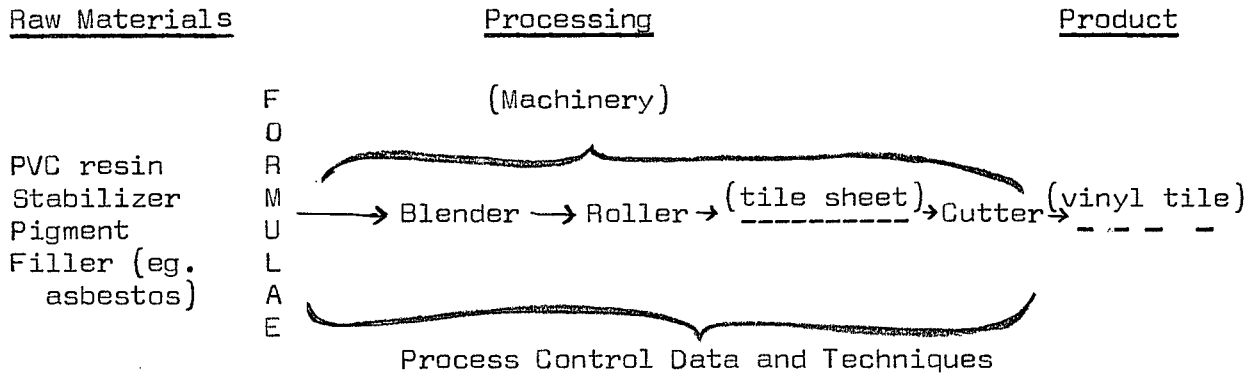 Raw Materials Processing Product
FORMULAE
(Machinery)
PVC resin
Stabilizer
Pigment
Filler (eg.
asbestos)
→ Blender → Roller → (tile sheet) → Cutter → (vinyl tile)
Process Control Data and Techniques